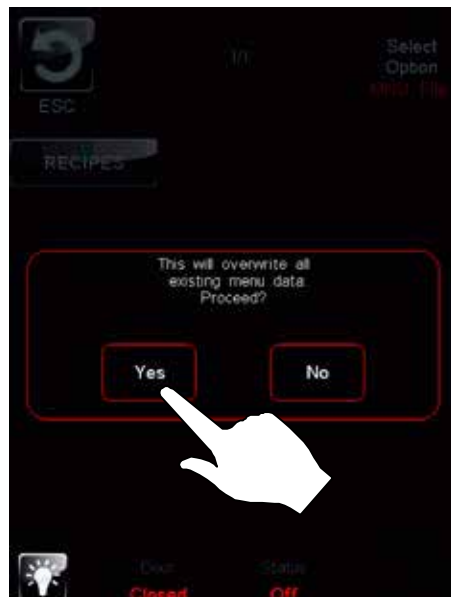 1/1
Select
Option
ESC
RECIPES
This will overwrite all
existing menu data
Proceed?
Yes
No
Door
Status
Closed
Off